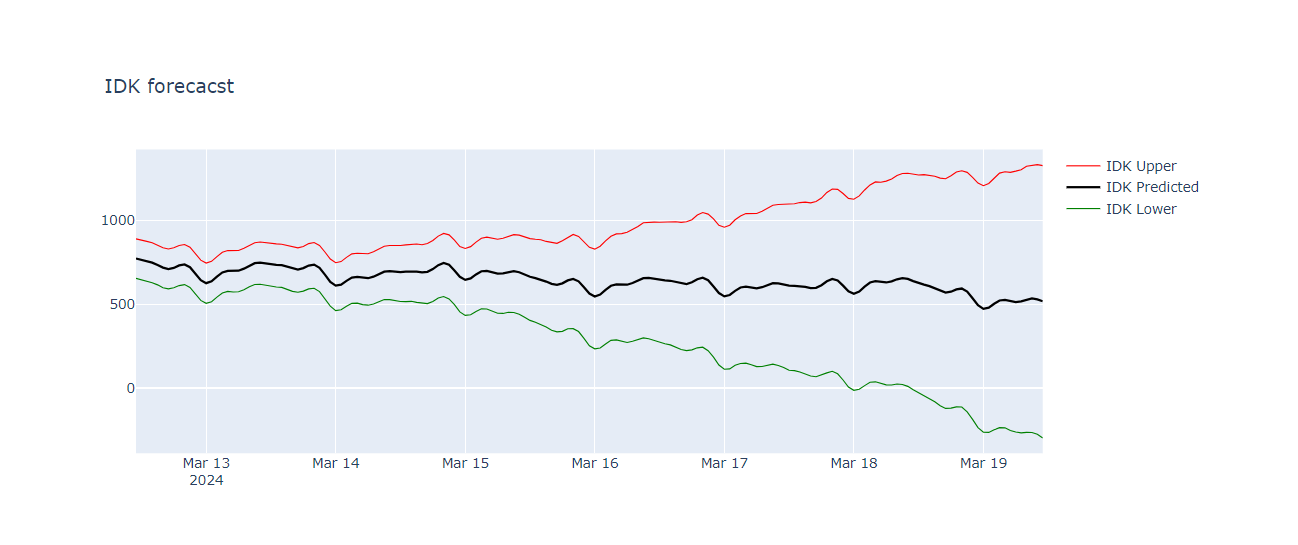 IDK forecacst
IDK Upper
IDK Predicted
IDK Lower
1000
500
0
Mar 13
2024
Mar 14
Mar 15
Mar 16
Mar 17
Mar 18
Mar 19